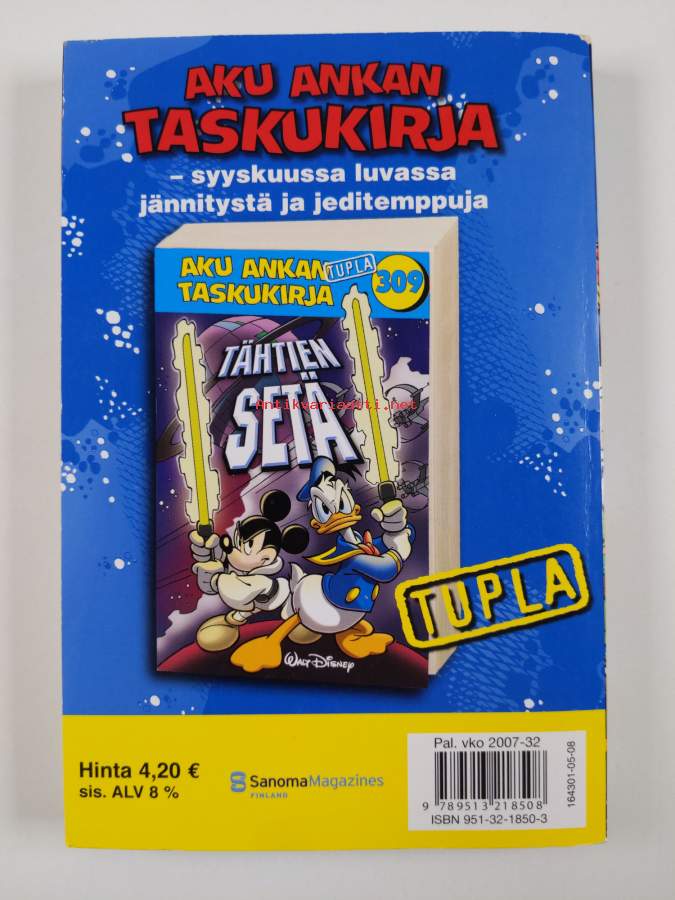 AKU ANKAN
TASKUKIRJA
– syyskuussa luvassa
jännitystä ja jeditemppuja
AKU ANKAN TUPLA
TASKUKIRJA 309
TÄHTIEN
SETÄ
Antikvariaatti.net
WALT DISNEY
TUPLA
Hinta 4,20 €
sis. ALV 8 %
SanomaMagazines
FINLAND
Pal. vko 2007-32
9 789513 218508
ISBN 951-32-1850-3
164301-05-08